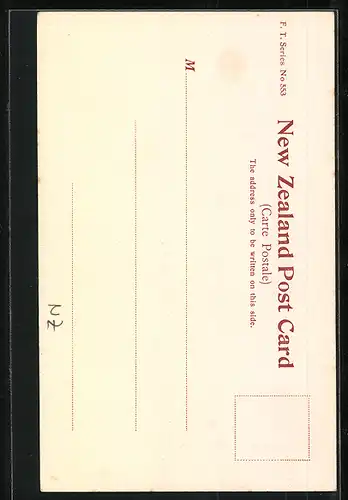 F. T. Series No 553
New Zealand Post Card
(Carte Postale)
The address only to be written on this side.
M
NZ